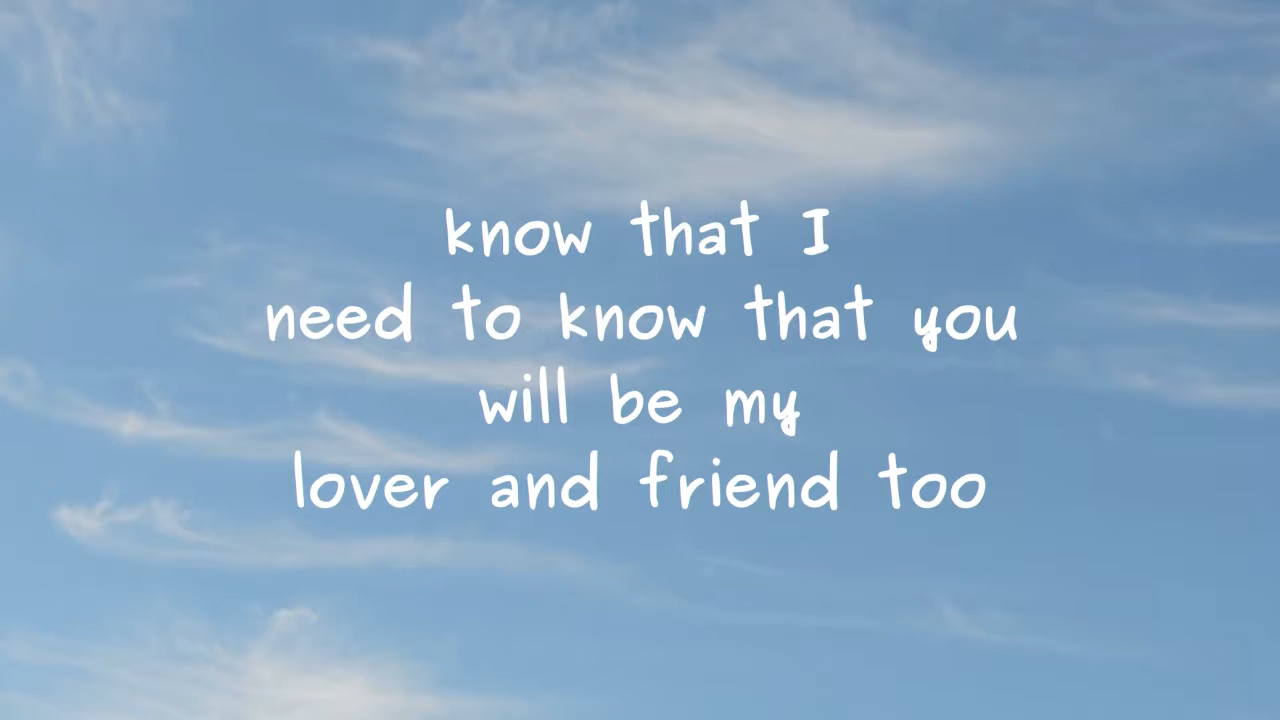 know that I
need to know that you
will be my
lover and friend too